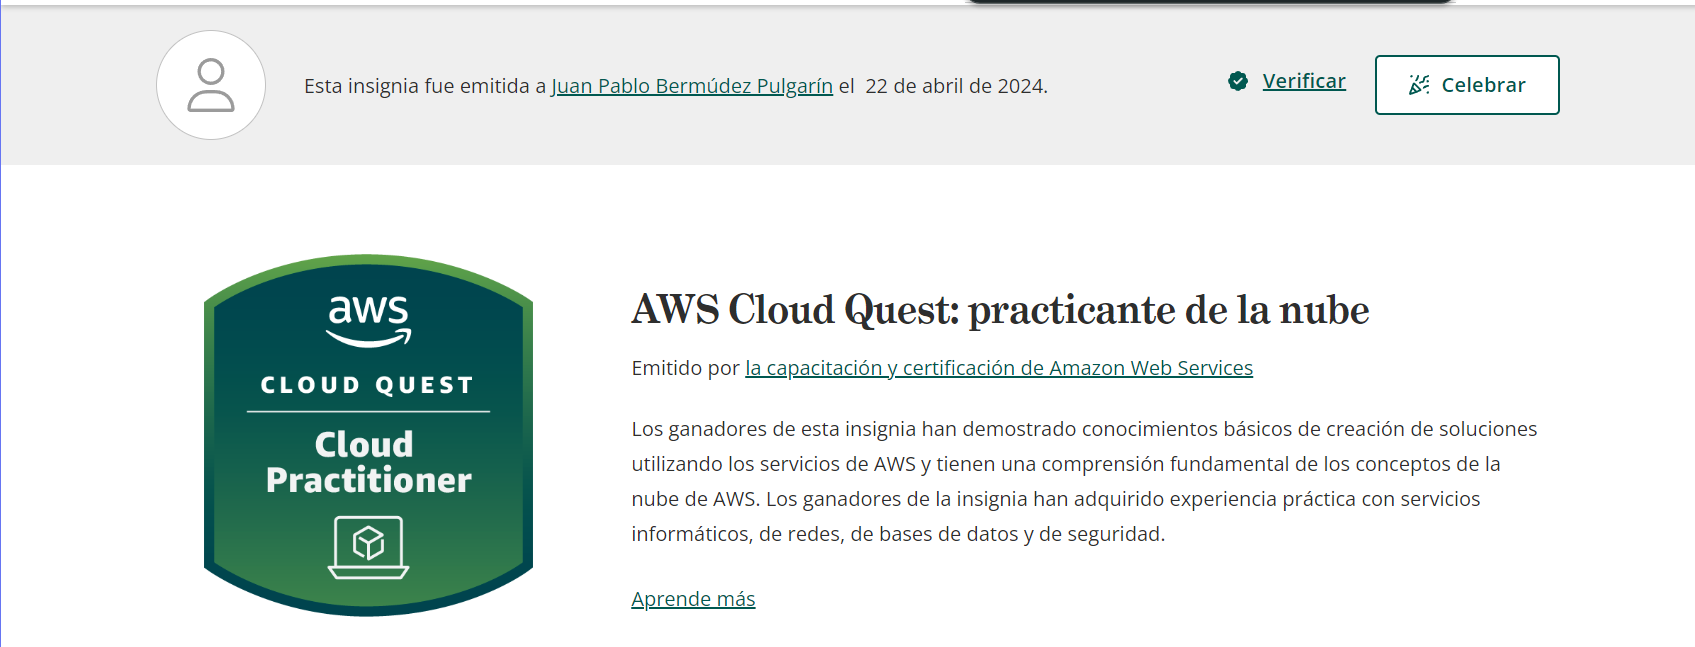 Esta insignia fue emitida a Juan Pablo Bermúdez Pulgarín el 22 de abril de 2024.
Verificar
Celebrar
aws
CLOUD QUEST
Cloud
Practitioner
AWS Cloud Quest: practicante de la nube
Emitido por la capacitación y certificación de Amazon Web Services
Los ganadores de esta insignia han demostrado conocimientos básicos de creación de soluciones
utilizando los servicios de AWS y tienen una comprensión fundamental de los conceptos de la
nube de AWS. Los ganadores de la insignia han adquirido experiencia práctica con servicios
informáticos, de redes, de bases de datos y de seguridad.
Aprende más